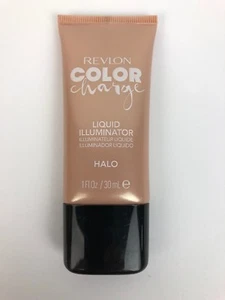 REVLON
COLOR
charge
LIQUID
ILLUMINATOR
ILLUMINATEUR LIQUIDE
ILUMINADOR LÍQUIDO
HALO
1 Fl Oz / 30 mL ℮